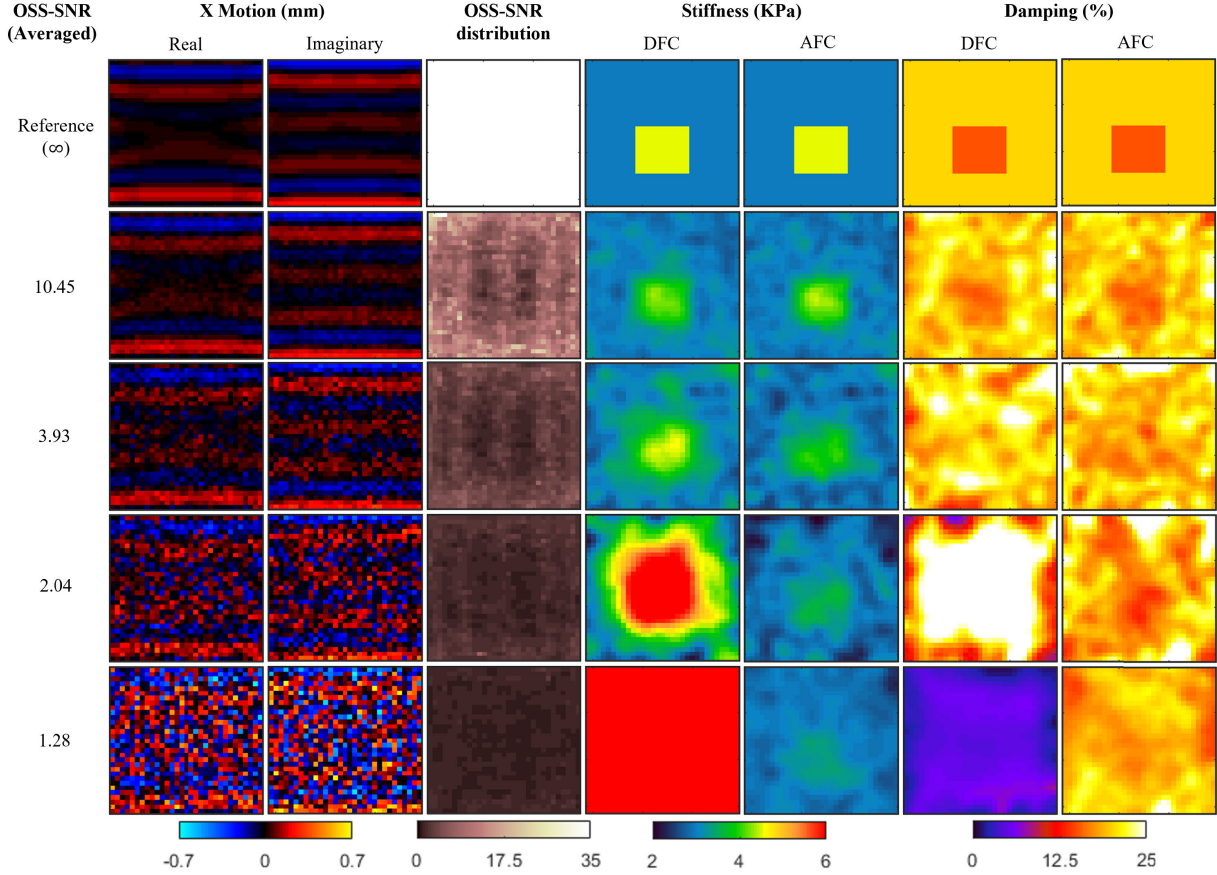 OSS-SNR (Averaged)
X Motion (mm)
OSS-SNR distribution
Stiffness (KPa)
Damping (%)
Real
Imaginary
DFC
AFC
DFC
AFC
Reference (∞)
10.45
3.93
2.04
1.28
-0.7
0
0.7
0
17.5
35
2
4
6
0
12.5
25